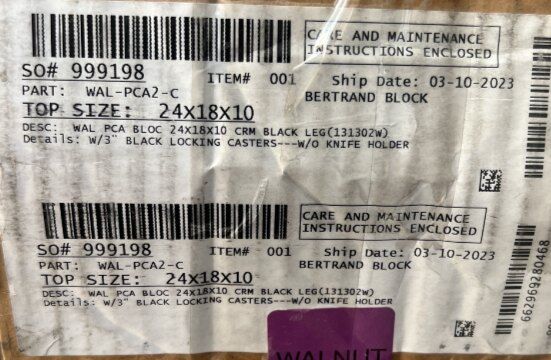 CARE AND MAINTENANCE
INSTRUCTIONS ENCLOSED
SO# 999198 ITEM# 001 Ship Date: 03-10-2023
PART: WAL-PCA2-C BERTRAND BLOCK
TOP SIZE: 24X18X10
DESC: WAL PCA BLOC 24X18X10 CRM BLACK LEG(131302W)
Details: W/3" BLACK LOCKING CASTERS---W/O KNIFE HOLDER
CARE AND MAINTENANCE
INSTRUCTIONS ENCLOSED
SO# 999198 ITEM# 001 Ship Date: 03-10-2023
PART: WAL-PCA2-C BERTRAND BLOCK
TOP SIZE: 24X18X10
DESC: WAL PCA BLOC 24X18X10 CRM BLACK LEG(131302W)
Details: W/3" BLACK LOCKING CASTERS---W/O KNIFE HOLDER
662969280468
WALNUT